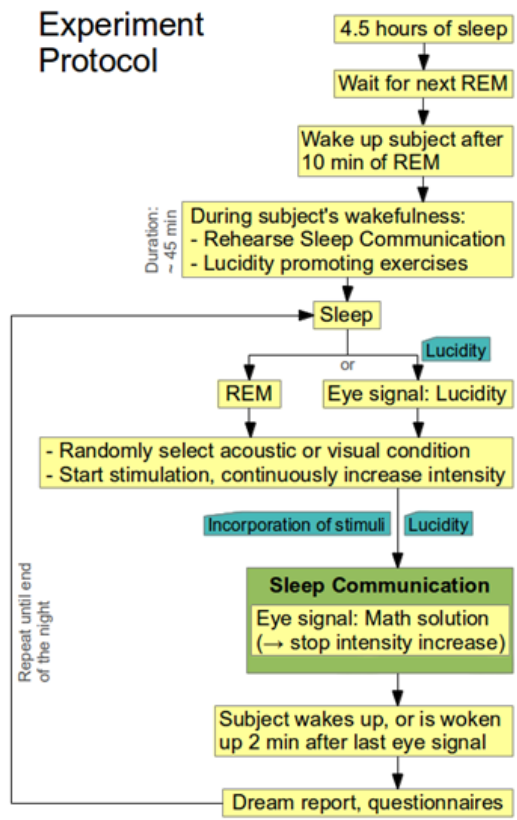 Experiment
Protocol
4.5 hours of sleep
Wait for next REM
Wake up subject after
10 min of REM
Duration:
~ 45 min
During subject's wakefulness:
- Rehearse Sleep Communication
- Lucidity promoting exercises
Sleep
or
Lucidity
REM
Eye signal: Lucidity
- Randomly select acoustic or visual condition
- Start stimulation, continuously increase intensity
Incorporation of stimuli
Lucidity
Sleep Communication
Eye signal: Math solution
(→ stop intensity increase)
Repeat until end
of the night
Subject wakes up, or is woken
up 2 min after last eye signal
Dream report, questionnaires